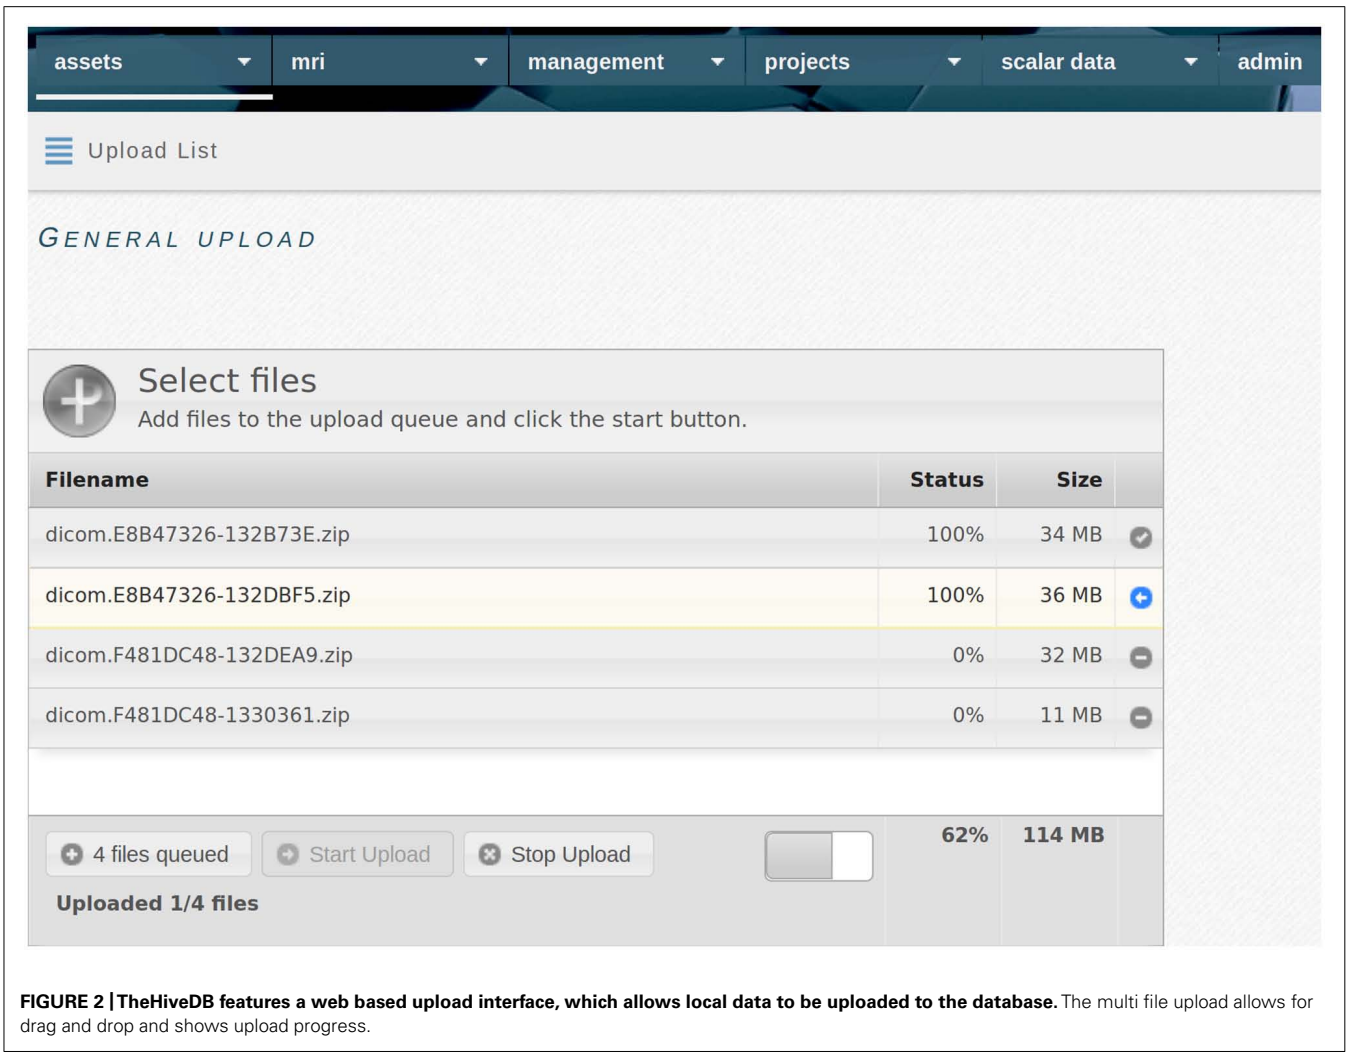 assets mri management projects scalar data admin
Upload List
GENERAL UPLOAD
Select files
Add files to the upload queue and click the start button.
Filename Status Size
dicom.E8B47326-132B73E.zip 100% 34 MB
dicom.E8B47326-132DBF5.zip 100% 36 MB
dicom.F481DC48-132DEA9.zip 0% 32 MB
dicom.F481DC48-1330361.zip 0% 11 MB
4 files queued Start Upload Stop Upload 62% 114 MB
Uploaded 1/4 files
FIGURE 2 | TheHiveDB features a web based upload interface, which allows local data to be uploaded to the database. The multi file upload allows for
drag and drop and shows upload progress.